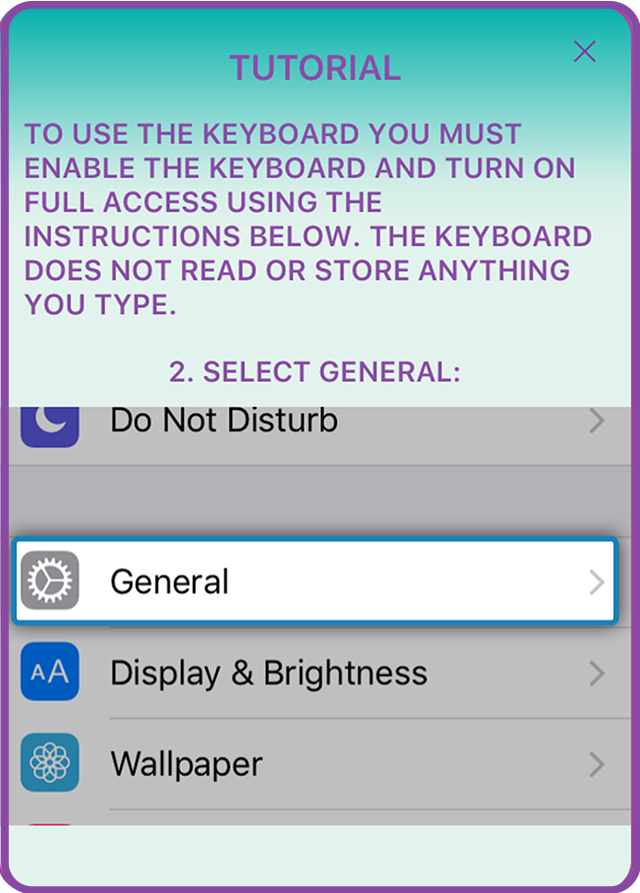 TUTORIAL
TO USE THE KEYBOARD YOU MUST
ENABLE THE KEYBOARD AND TURN ON
FULL ACCESS USING THE
INSTRUCTIONS BELOW. THE KEYBOARD
DOES NOT READ OR STORE ANYTHING
YOU TYPE.
2. SELECT GENERAL:
Do Not Disturb
General
AA Display & Brightness
Wallpaper